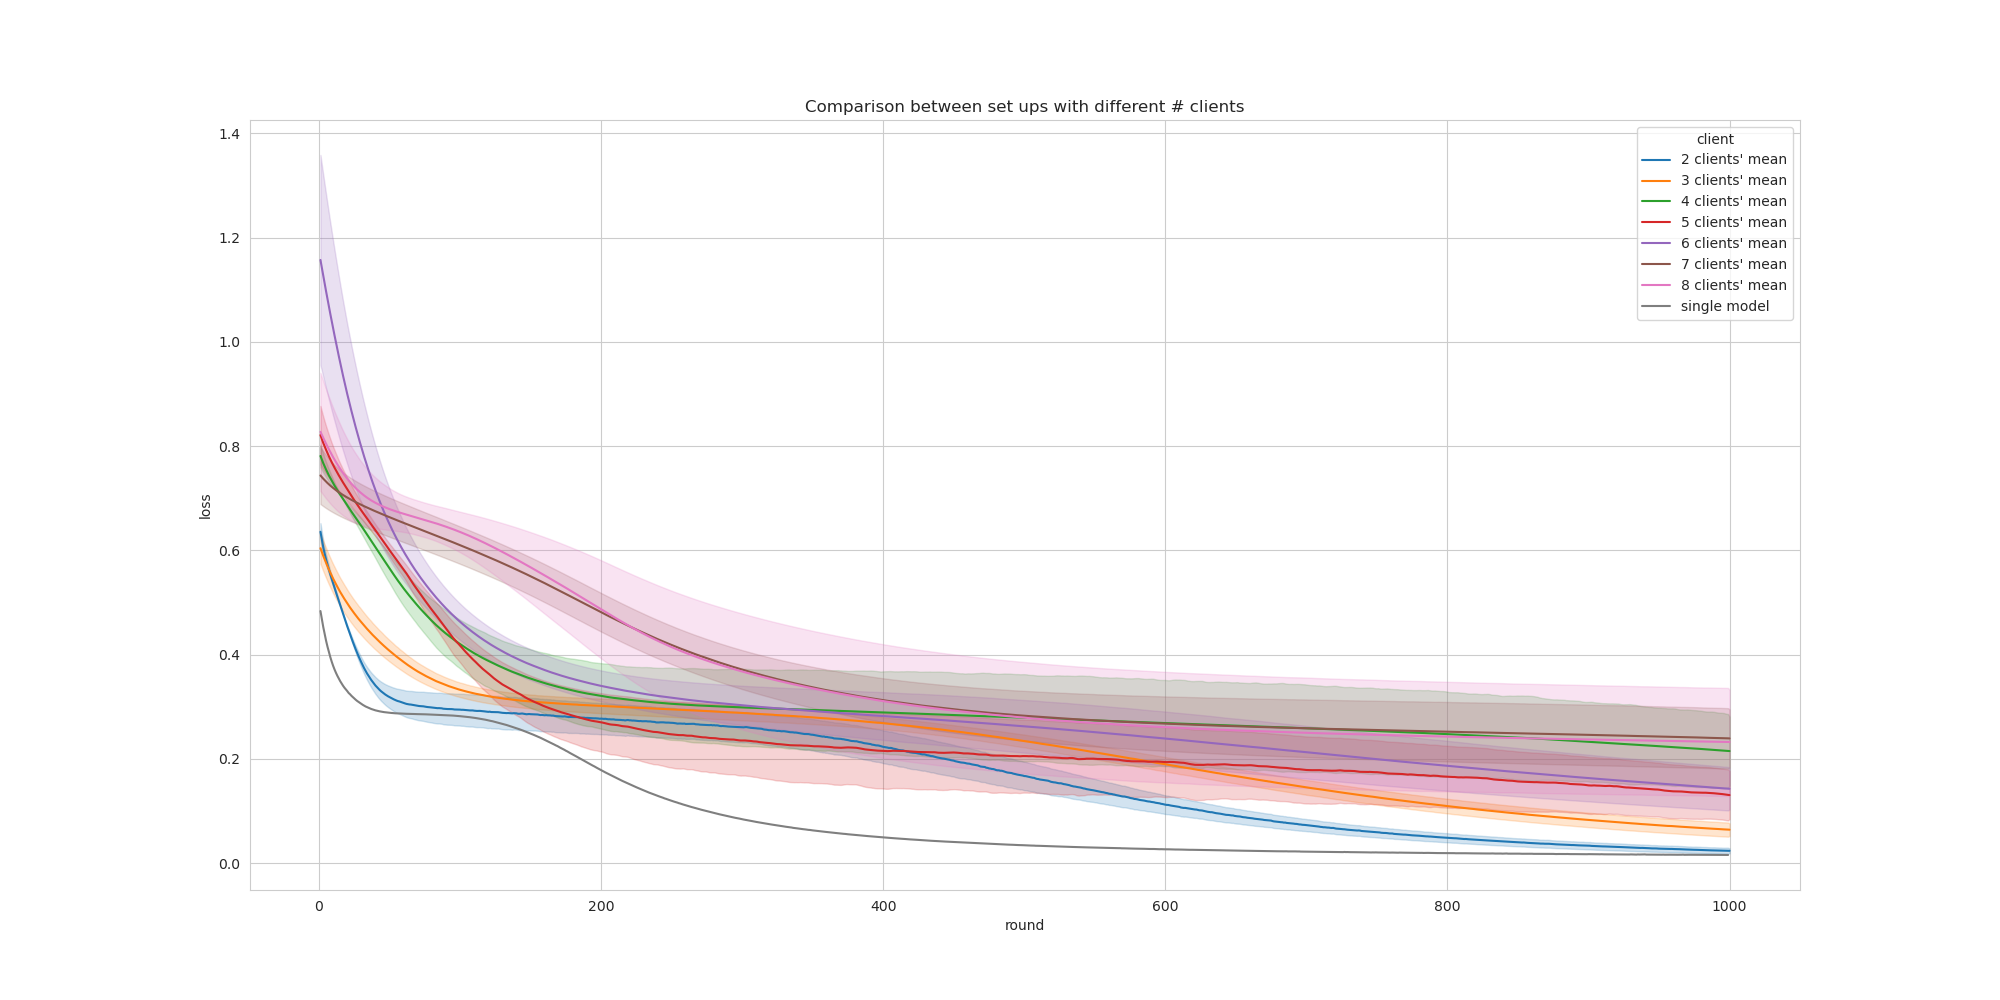 Comparison between set ups with different # clients
client
2 clients' mean
3 clients' mean
4 clients' mean
5 clients' mean
6 clients' mean
7 clients' mean
8 clients' mean
single model
loss
1.4
1.2
1.0
0.8
0.6
0.4
0.2
0.0
0 200 400 600 800 1000
round